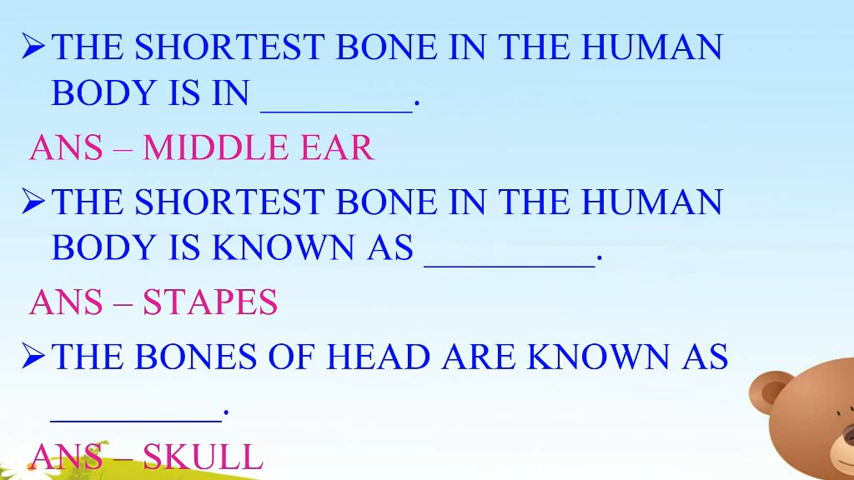 ➢THE SHORTEST BONE IN THE HUMAN
BODY IS IN ________.
ANS – MIDDLE EAR
➢THE SHORTEST BONE IN THE HUMAN
BODY IS KNOWN AS _________.
ANS – STAPES
➢THE BONES OF HEAD ARE KNOWN AS
_________.
ANS – SKULL